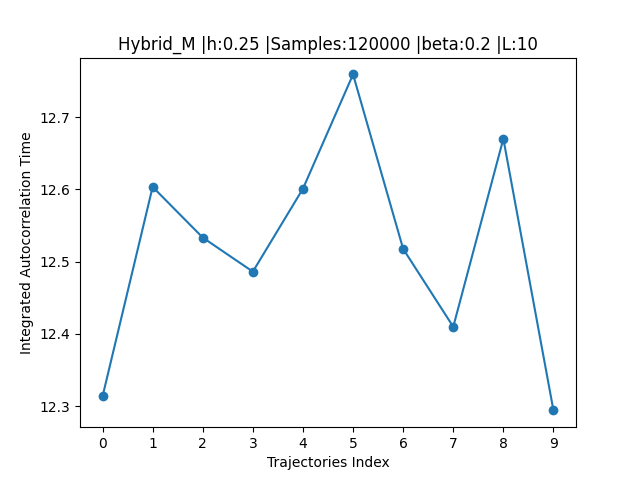 Hybrid_M |h:0.25 |Samples:120000 |beta:0.2 |L:10
Integrated Autocorrelation Time
12.7
12.6
12.5
12.4
12.3
0 1 2 3 4 5 6 7 8 9
Trajectories Index